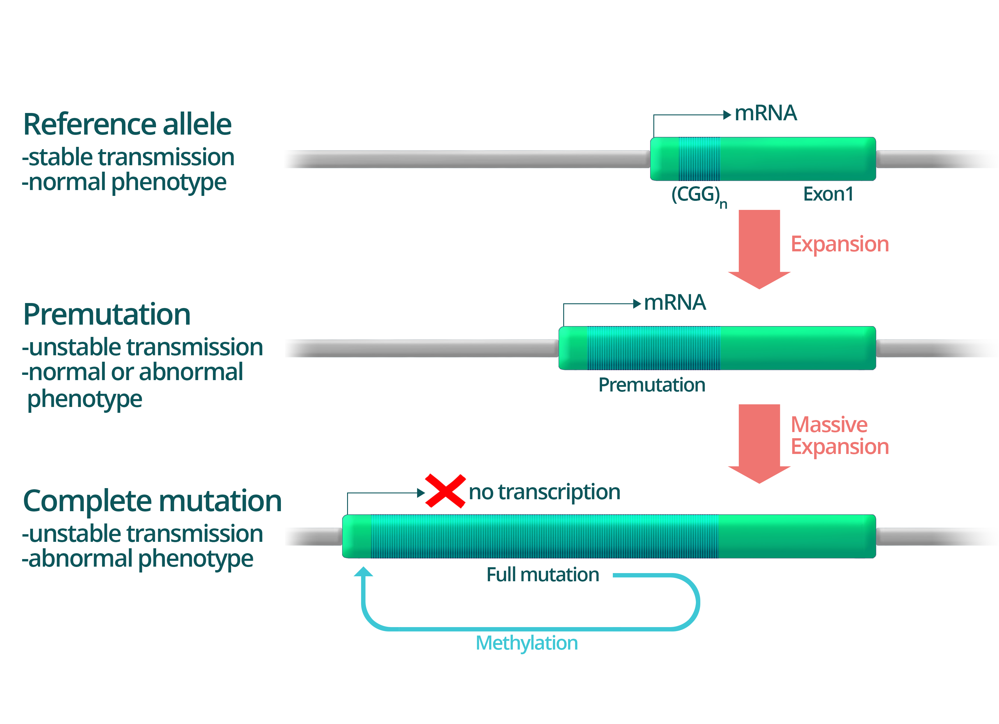 Reference allele
-stable transmission
-normal phenotype
mRNA
(CGG)n
Exon1
Expansion
Premutation
-unstable transmission
-normal or abnormal
phenotype
mRNA
Premutation
Massive
Expansion
Complete mutation
-unstable transmission
-abnormal phenotype
no transcription
Full mutation
Methylation